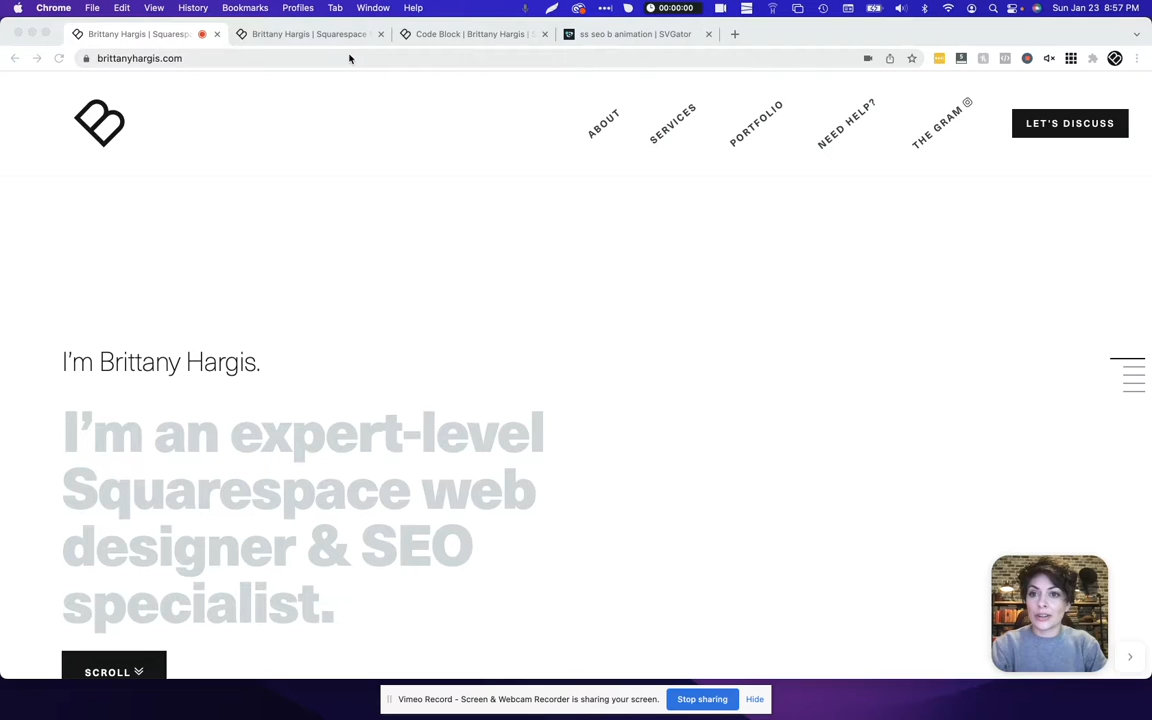 Chrome File Edit View History Bookmarks Profiles Tab Window Help 00:00:00 Sun Jan 23 8:57 PM
Brittany Hargis | Squaresp Brittany Hargis | Squarespace Code Block | Brittany Hargis | ss seo b animation | SVGator
brittanyhargis.com
ABOUT SERVICES PORTFOLIO NEED HELP? THE GRAM LET'S DISCUSS
I'm Brittany Hargis.
I'm an expert-level
Squarespace web
designer & SEO
specialist.
SCROLL
Vimeo Record - Screen & Webcam Recorder is sharing your screen. Stop sharing Hide